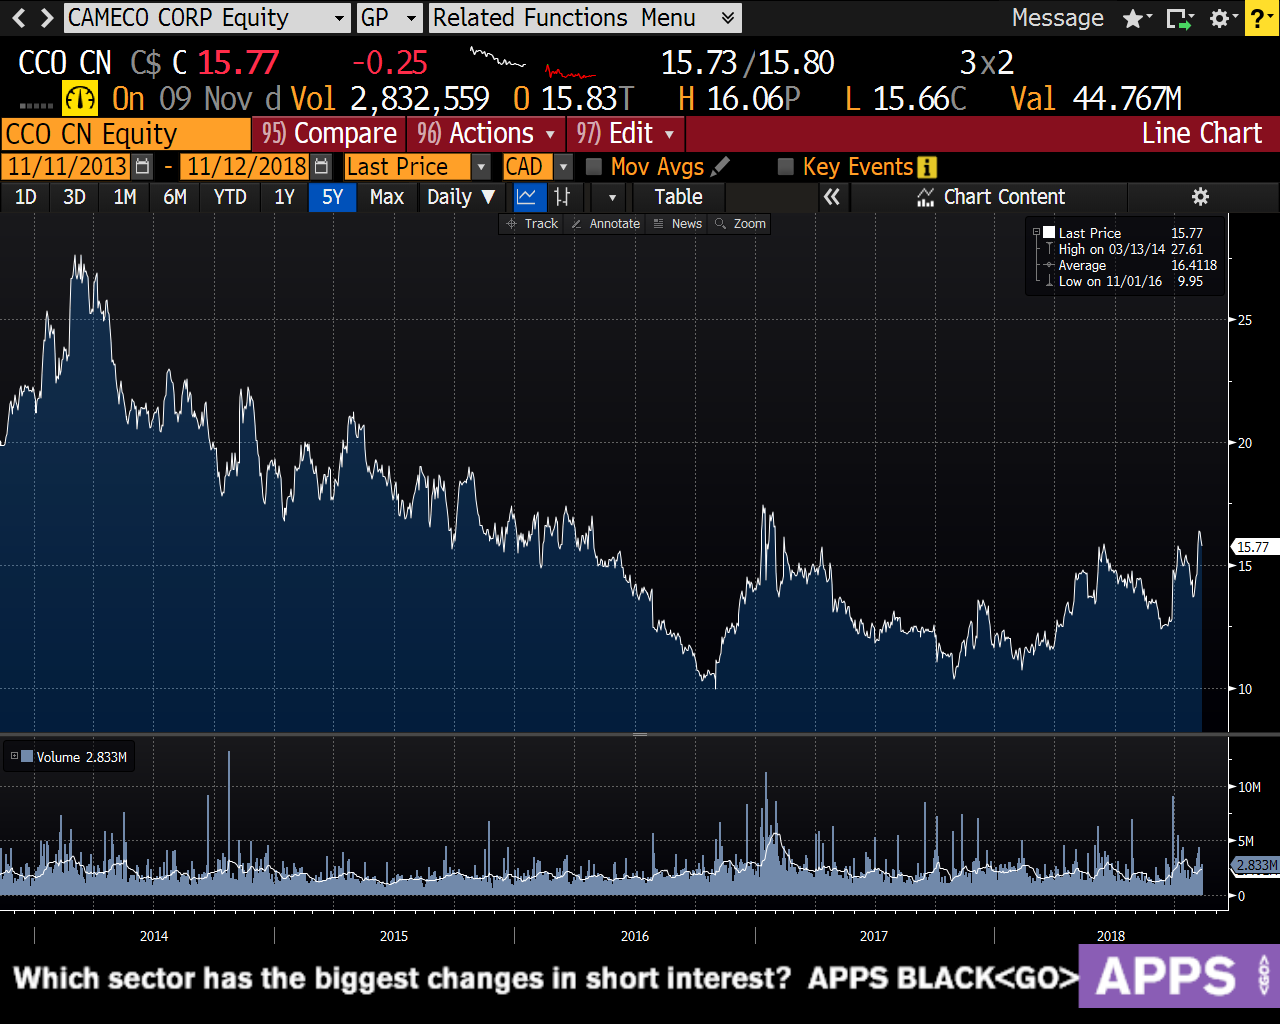 CAMECO CORP Equity GP Related Functions Menu Message ?
CCO CN C$ C 15.77 -0.25 15.73 /15.80 3x2
On 09 Nov d Vol 2,832,559 O 15.83T H 16.06P L 15.66C Val 44.767M
CCO CN Equity 95) Compare 96) Actions 97) Edit Line Chart
11/11/2013 - 11/12/2018 Last Price CAD Mov Avgs Key Events i
1D 3D 1M 6M YTD 1Y 5Y Max Daily ▼ Table « Chart Content
Track Annotate News Zoom
Last Price 15.77
High on 03/13/14 27.61
Average 16.4118
Low on 11/01/16 9.95
25
20
15.77
15
10
Volume 2.833M
10M
5M
2.833M
0
2014 2015 2016 2017 2018
Which sector has the biggest changes in short interest? APPS BLACK<GO> APPS <GO>